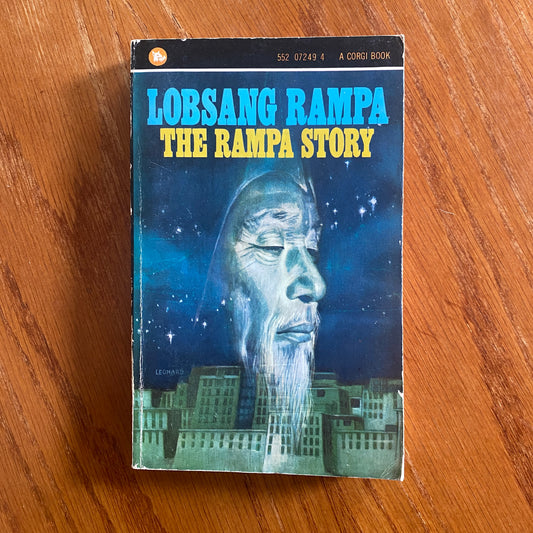 552 07249 4 A CORGI BOOK
LOBSANG RAMPA
THE RAMPA STORY
LEONARD